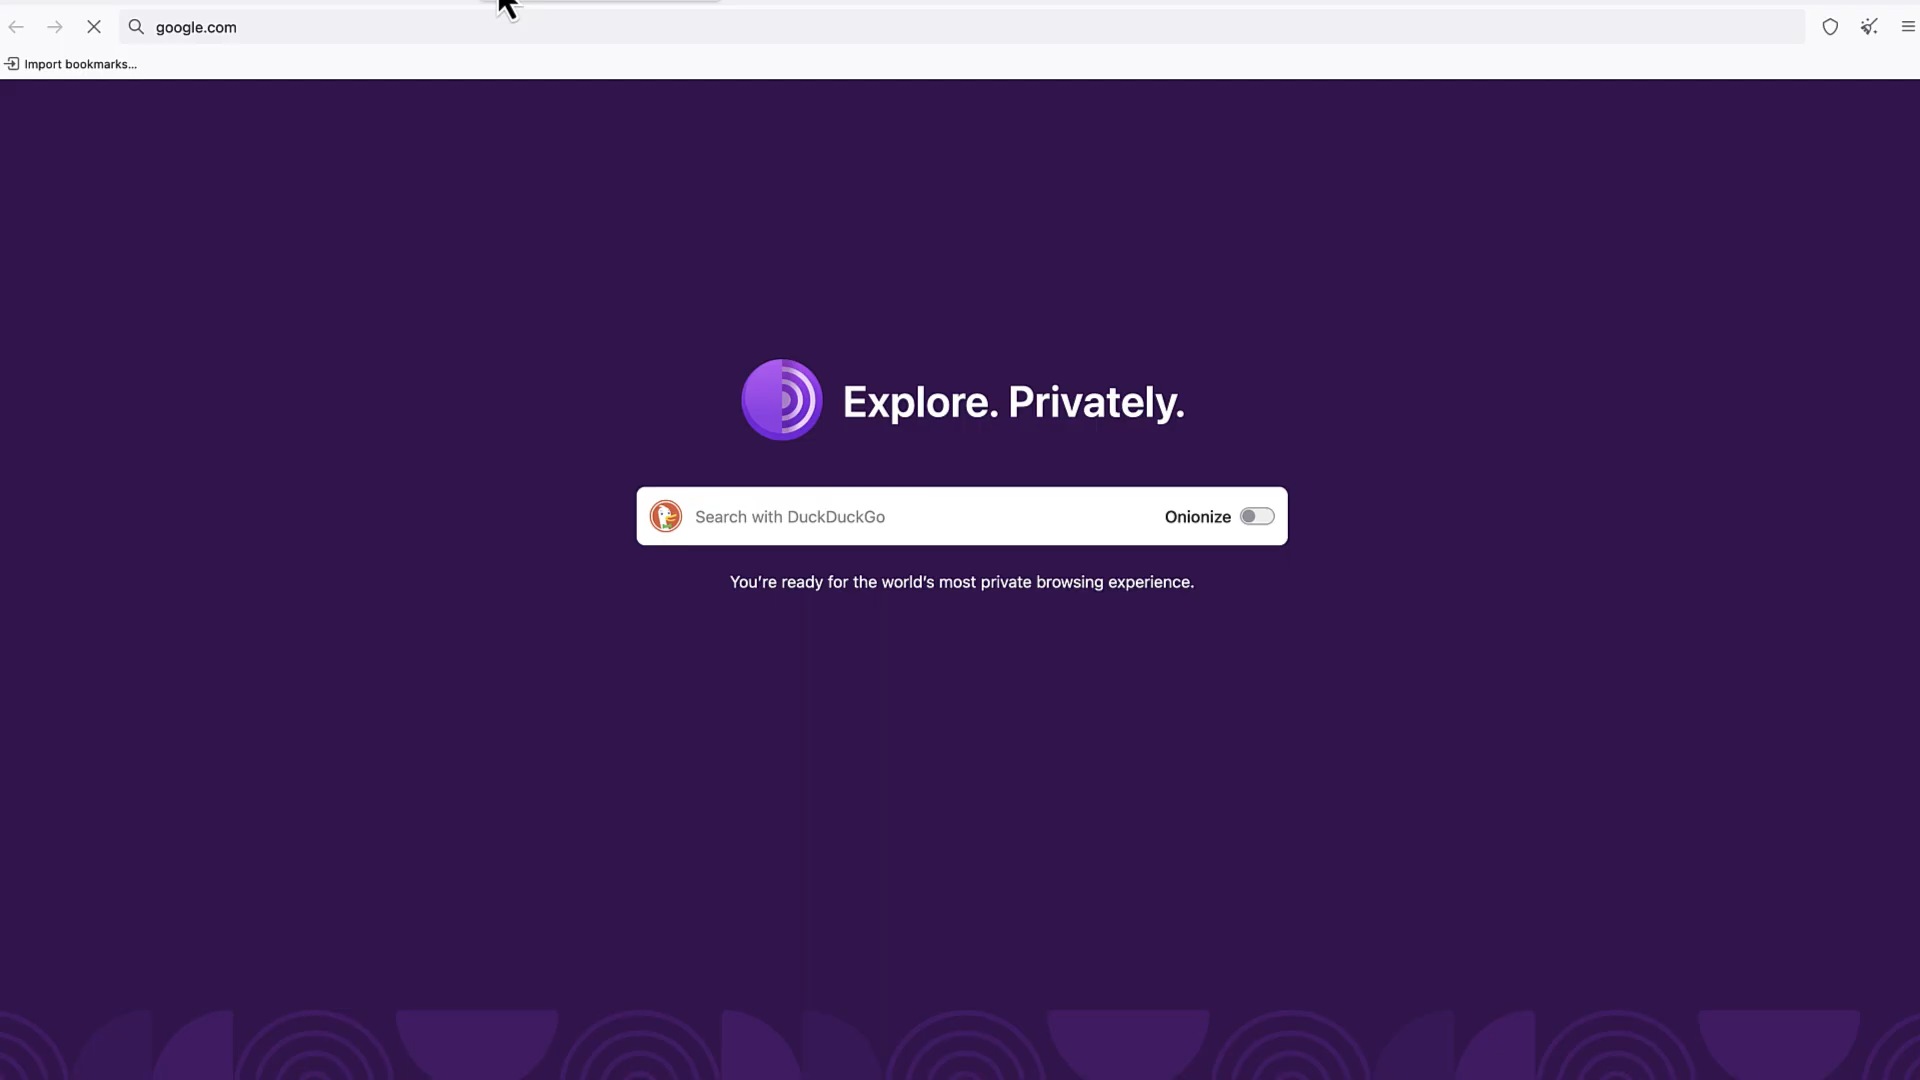 google.com
Import bookmarks...
Explore. Privately.
Search with DuckDuckGo
Onionize
You're ready for the world's most private browsing experience.